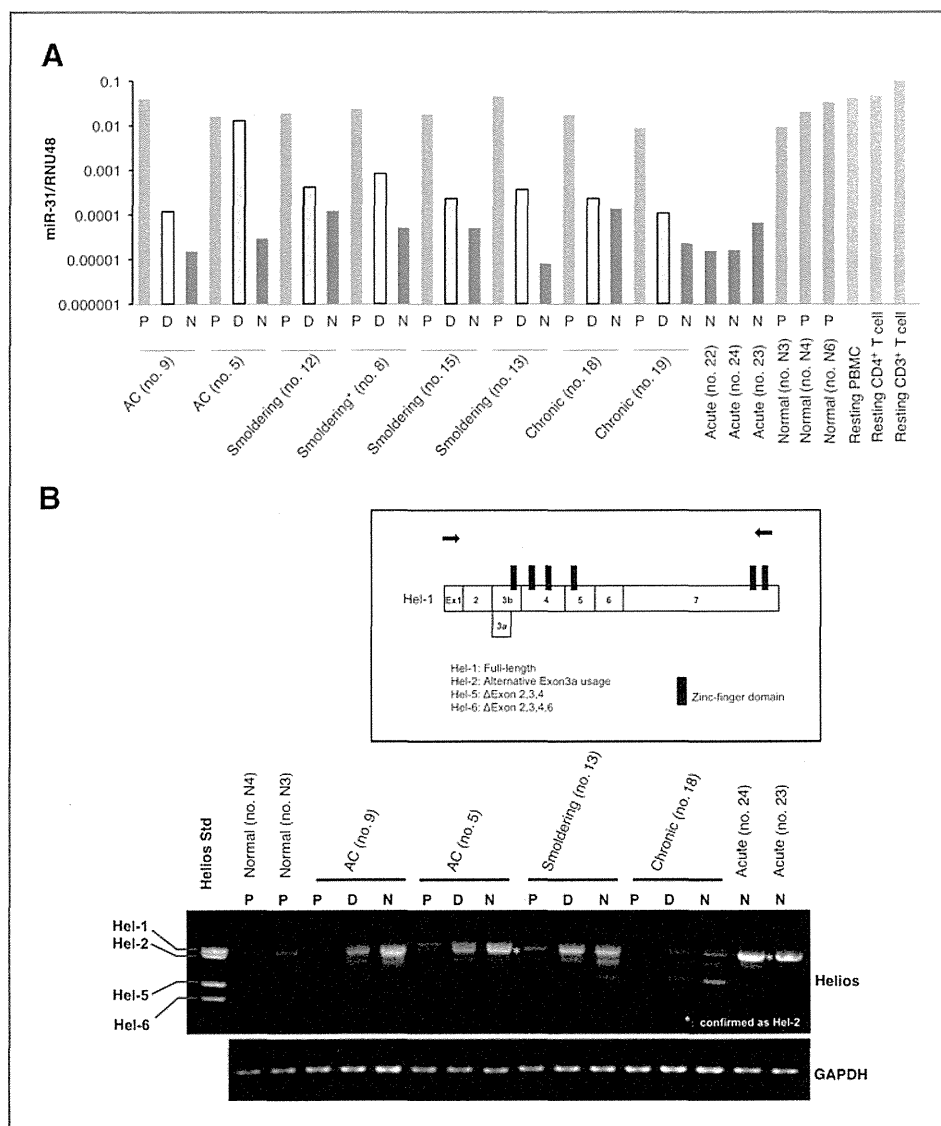 A
miR-31/RNU48
0.1
0.01
0.001
0.0001
0.00001
0.000001
P D N P D N P D N P D N P D N P D N P D N P D N N N N P P P
AC (no. 9)
AC (no. 5)
Smoldering (no. 12)
Smoldering* (no. 8)
Smoldering (no. 15)
Smoldering (no. 13)
Chronic (no. 18)
Chronic (no. 19)
Acute (no. 22)
Acute (no. 24)
Acute (no. 23)
Normal (no. N3)
Normal (no. N4)
Normal (no. N6)
Resting PBMC
Resting CD4+ T cell
Resting CD3+ T cell
B
Hel-1
Ex1 2 3b 4 5 6 7
3a
Hel-1: Full-length
Hel-2: Alternative Exon3a usage
Hel-5: ΔExon 2,3,4
Hel-6: ΔExon 2,3,4,6
Zinc-finger domain
Helios Std
Normal (no. N4)
Normal (no. N3)
AC (no. 9)
AC (no. 5)
Smoldering (no. 13)
Chronic (no. 18)
Acute (no. 24)
Acute (no. 23)
P P P D N P D N P D N P D N N N
Hel-1
Hel-2
Hel-5
Hel-6
* *
Helios
*: confirmed as Hel-2
GAPDH